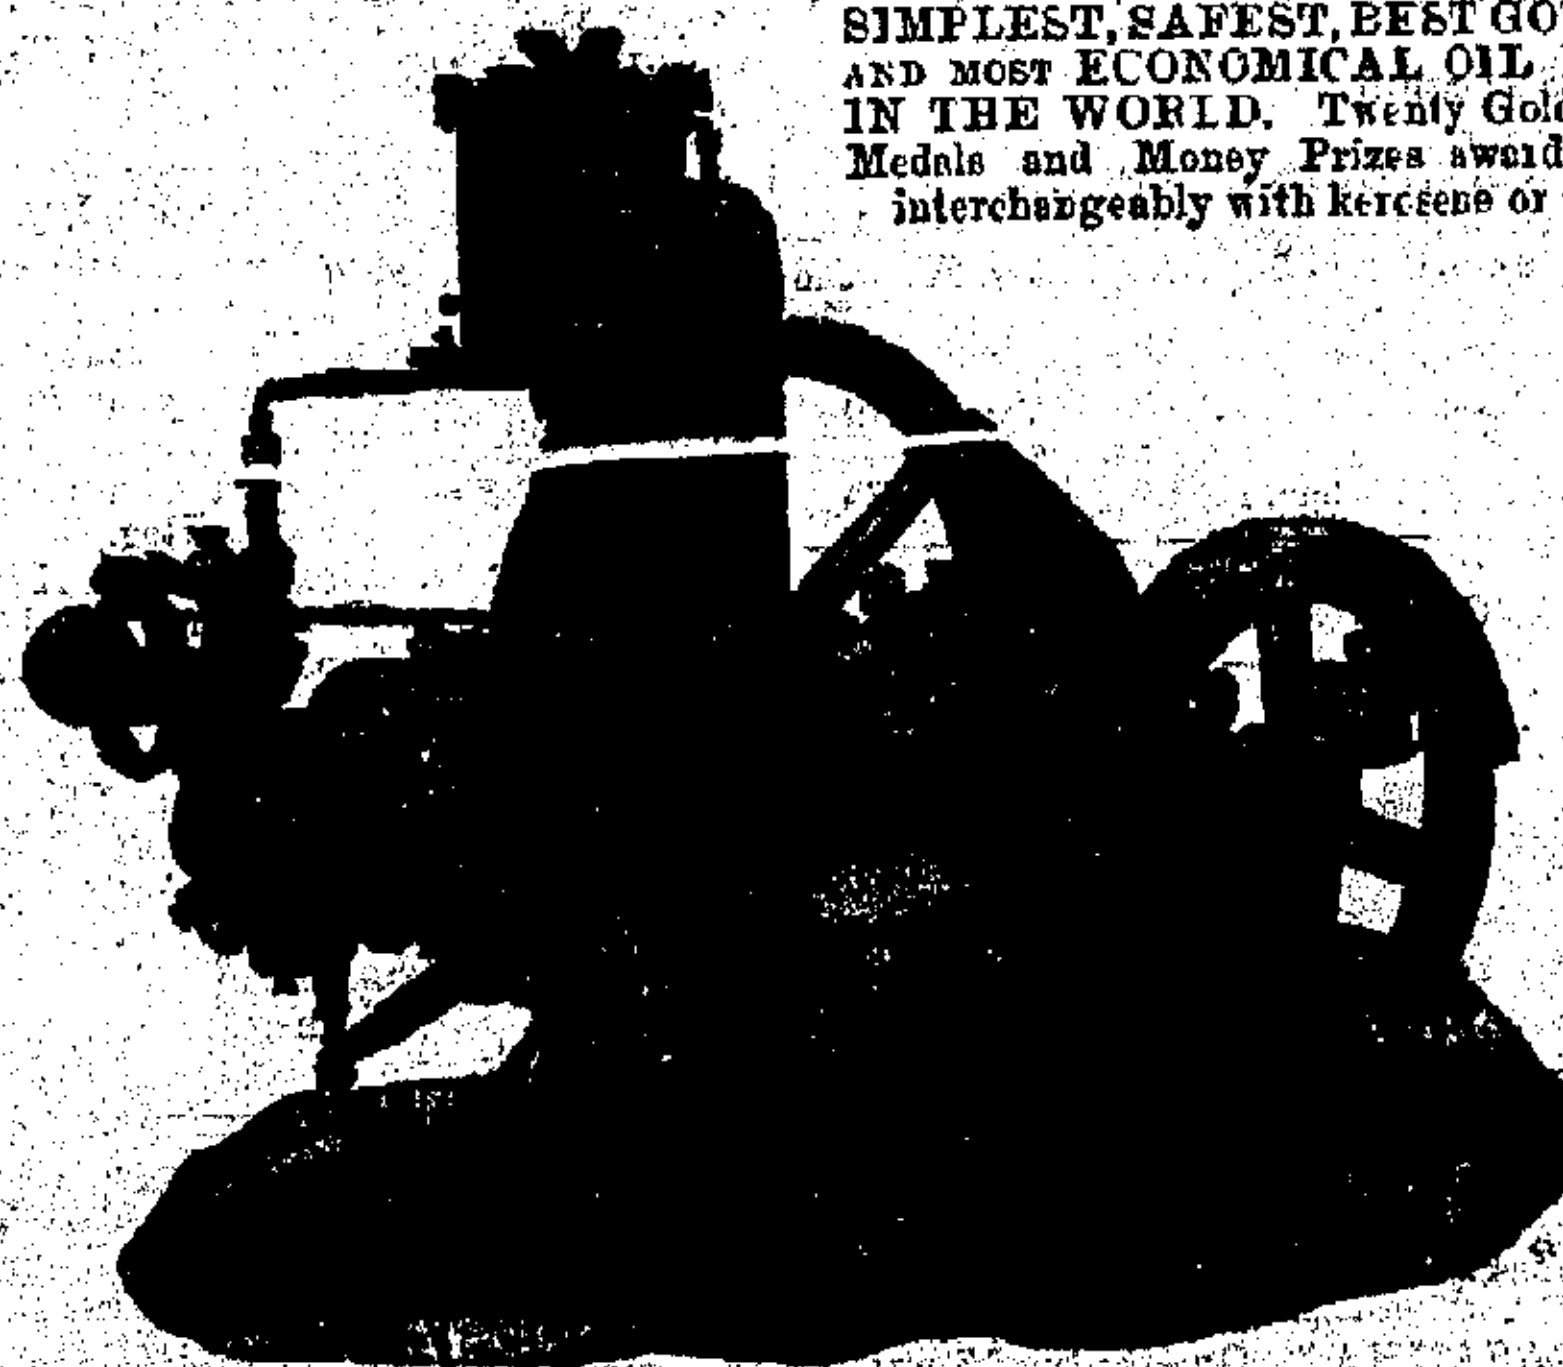 SIMPLEST, SAFEST, BEST GO
AND MOST ECONOMICAL OIL
IN THE WORLD. Twenty Gold
Medals and Money Prizes award
interchangeably with kerosene or